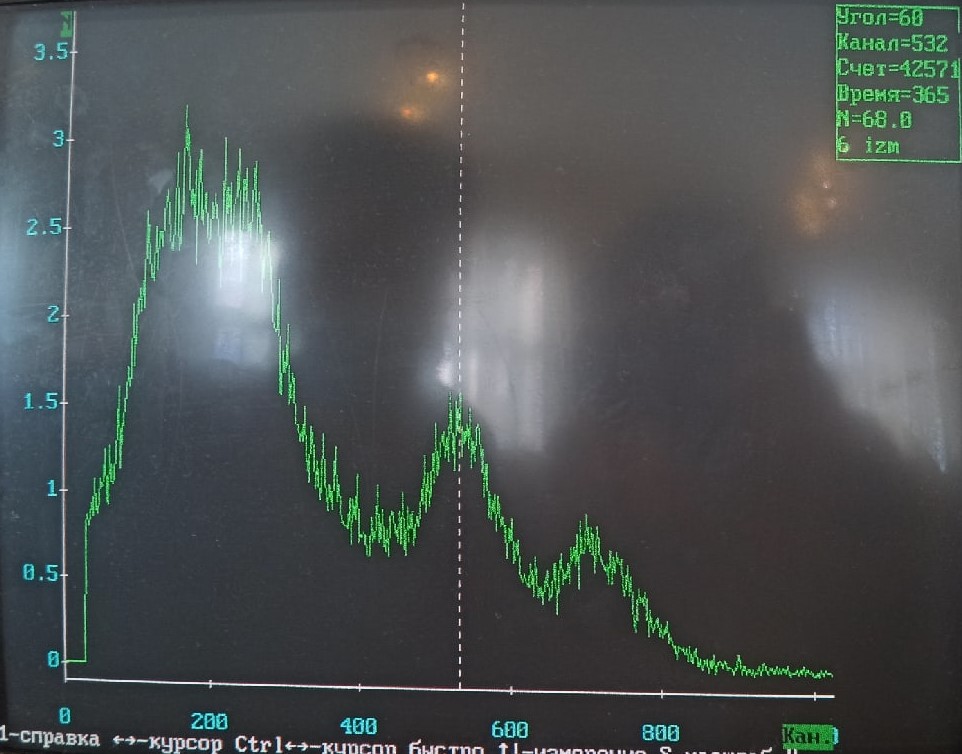 Угол=60
Канал=532
Счет=42571
Время=365
N=68.0
6 izm
3.5
3
2.5
2
1.5
1
0.5
0
0 200 400 600 800 Кан.
1-справка ↔-курсор Ctrl↔-курсор быстро